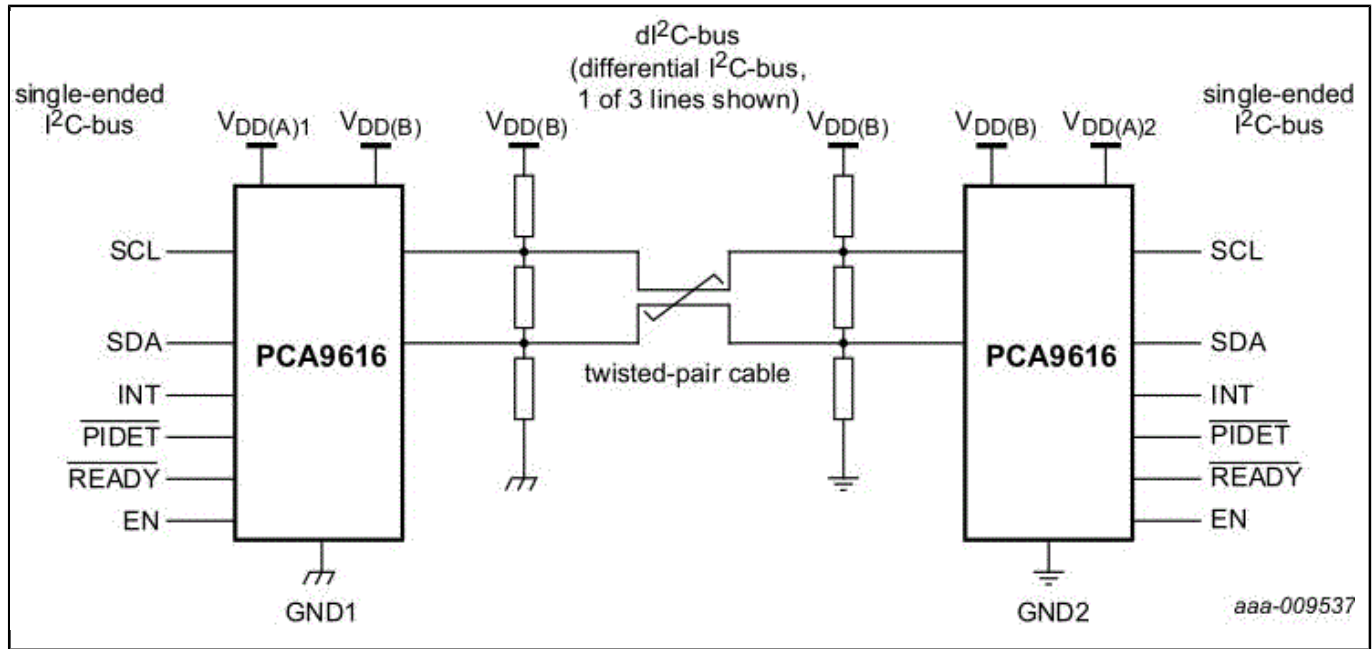 dI²C-bus
(differential I²C-bus,
1 of 3 lines shown)
single-ended
I²C-bus
single-ended
I²C-bus
VDD(A)1
VDD(B)
VDD(B)
VDD(B)
VDD(B)
VDD(A)2
SCL
SDA
INT
PIDET
READY
EN
PCA9616
GND1
twisted-pair cable
PCA9616
GND2
SCL
SDA
INT
PIDET
READY
EN
aaa-009537